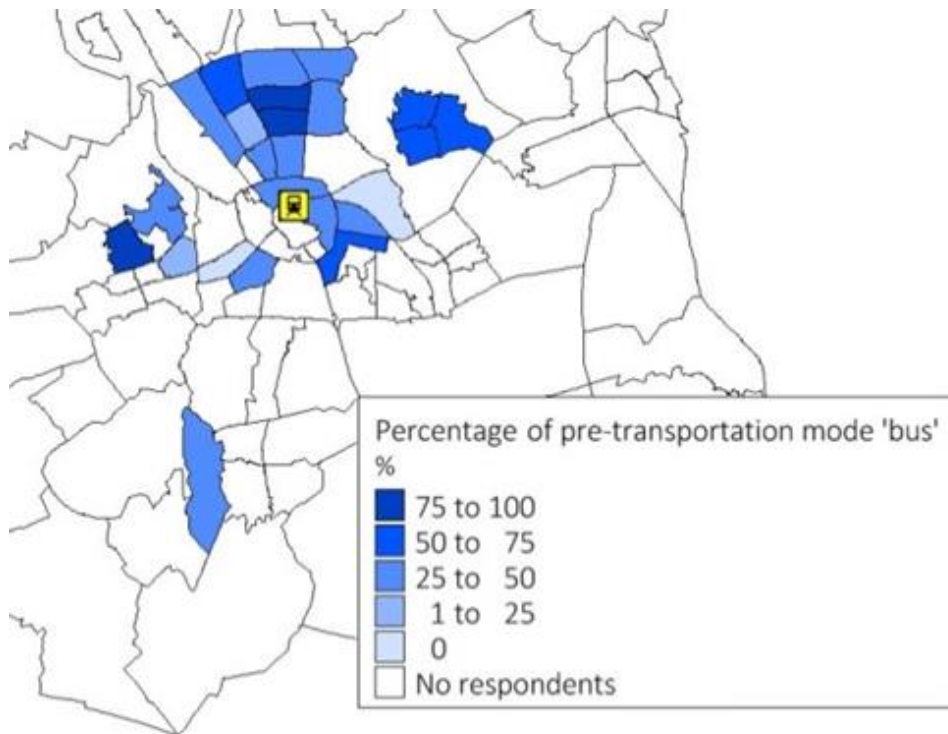 Percentage of pre-transportation mode 'bus'
%
75 to 100
50 to 75
25 to 50
1 to 25
0
No respondents